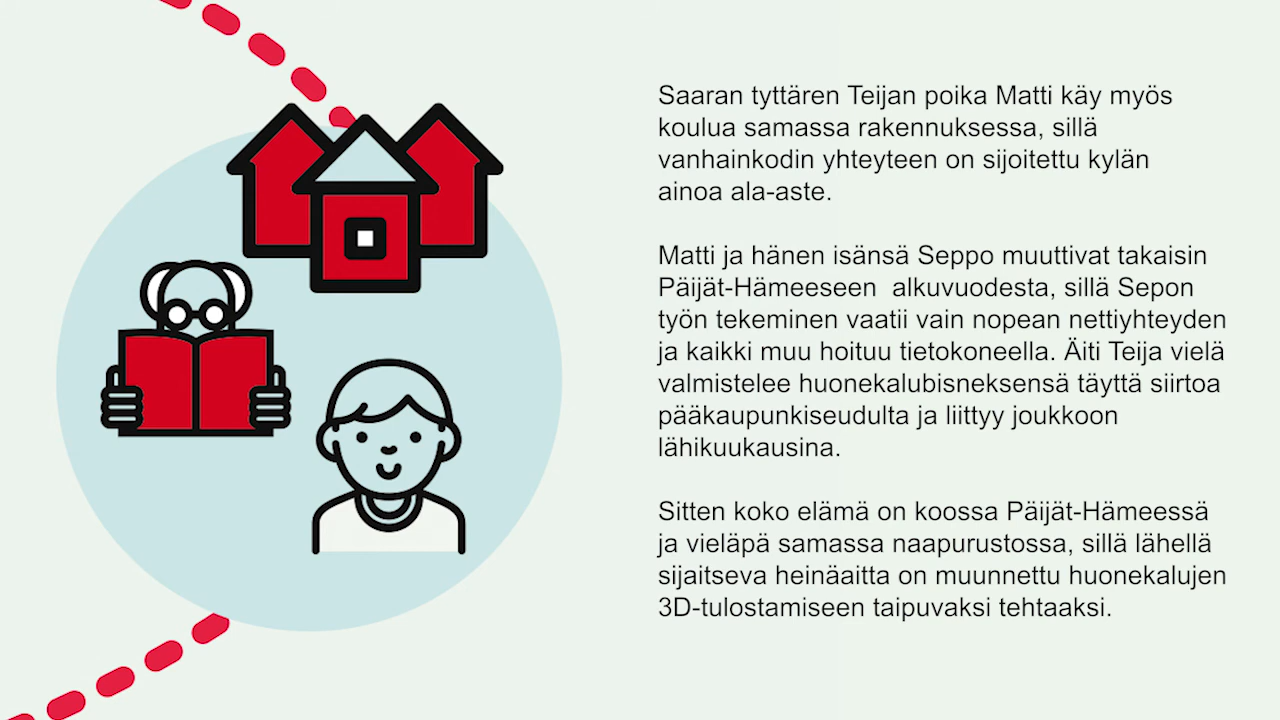 Saaran tyttären Teijan poika Matti käy myös
koulua samassa rakennuksessa, sillä
vanhainkodin yhteyteen on sijoitettu kylän
ainoa ala-aste.
Matti ja hänen isänsä Seppo muuttivat takaisin
Päijät-Hämeeseen  alkuvuodesta, sillä Sepon
työn tekeminen vaatii vain nopean nettiyhteyden
ja kaikki muu hoituu tietokoneella. Äiti Teija vielä
valmistelee huonekalubisneksensä täyttä siirtoa
pääkaupunkiseudulta ja liittyy joukkoon
lähikuukausina.
Sitten koko elämä on koossa Päijät-Hämeessä
ja vieläpä samassa naapurustossa, sillä lähellä
sijaitseva heinäaitta on muunnettu huonekalujen
3D-tulostamiseen taipuvaksi tehtaaksi.